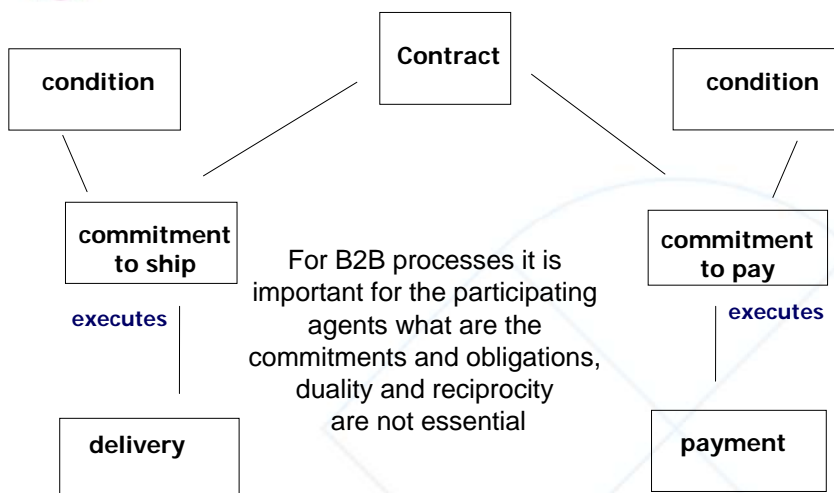 Contract
condition
condition
commitment
to ship
commitment
to pay
For B2B processes it is
important for the participating
agents what are the
commitments and obligations,
duality and reciprocity
are not essential
executes
executes
delivery
payment